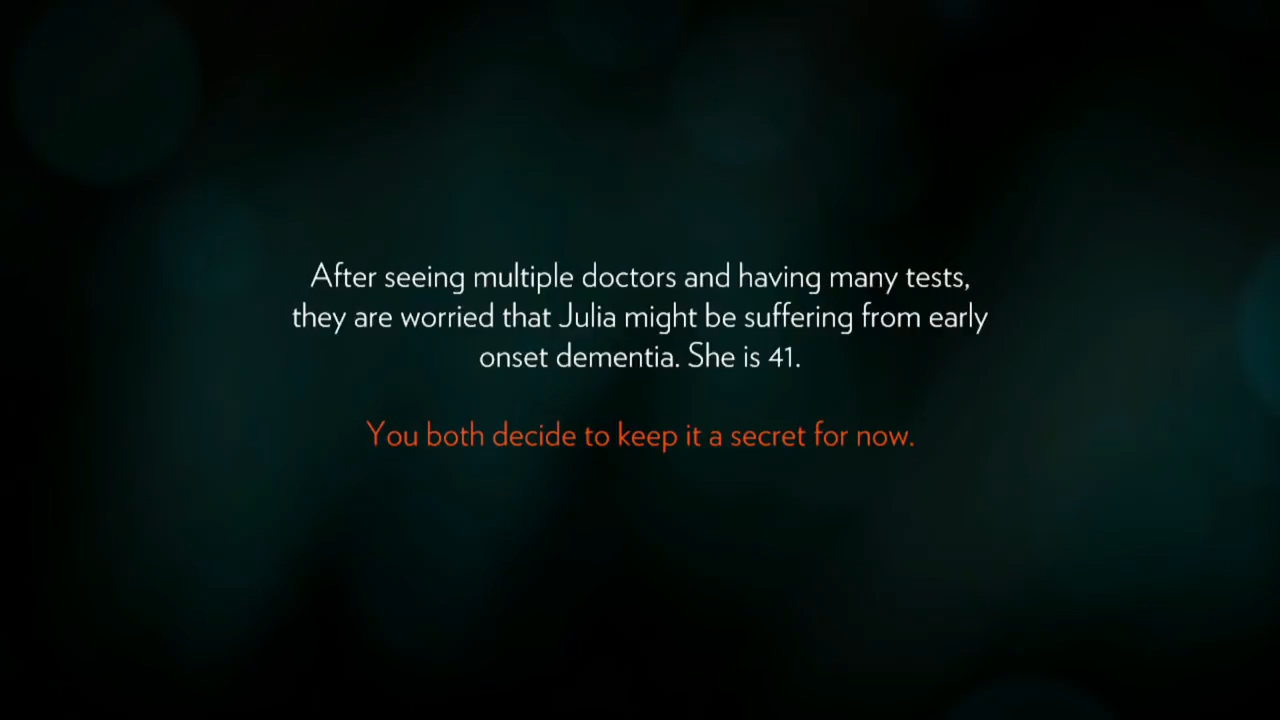 After seeing multiple doctors and having many tests,
they are worried that Julia might be suffering from early
onset dementia. She is 41.
You both decide to keep it a secret for now.